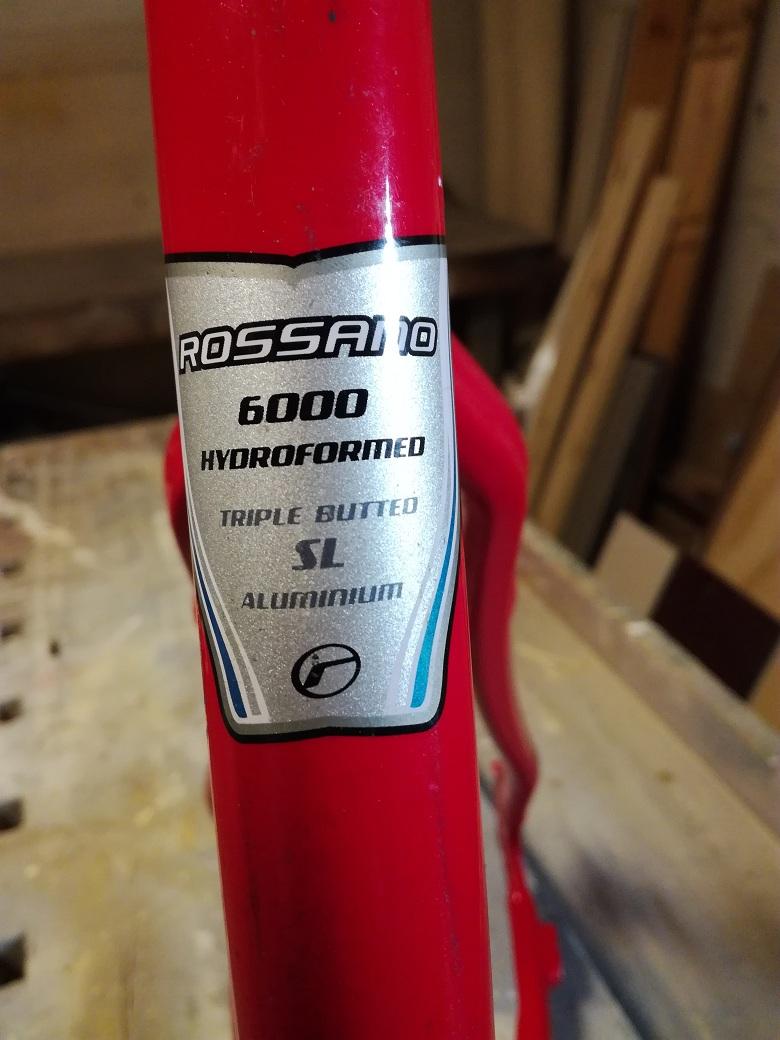 ROSSANO
6000
HYDROFORMED
TRIPLE BUTTED
SL
ALUMINIUM